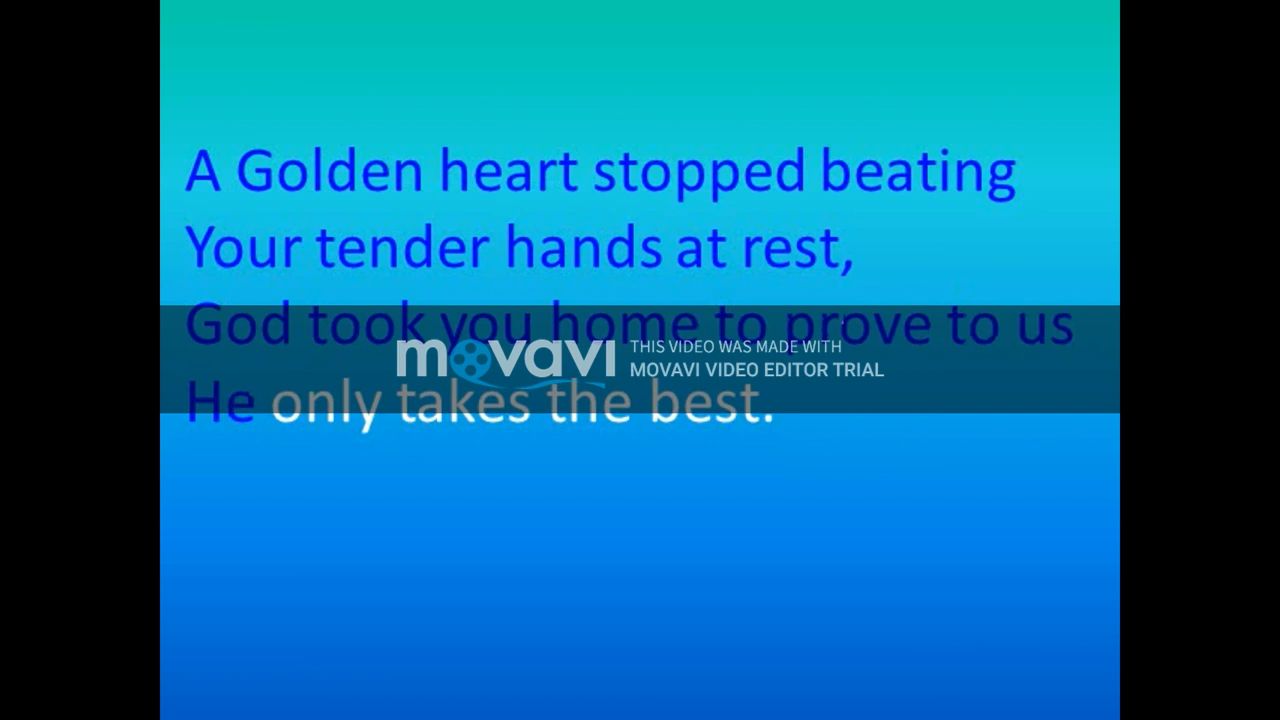 A Golden heart stopped beating
Your tender hands at rest,
God took you home to prove to us
movavi
THIS VIDEO WAS MADE WITH
MOVAVI VIDEO EDITOR TRIAL
He only takes the best.